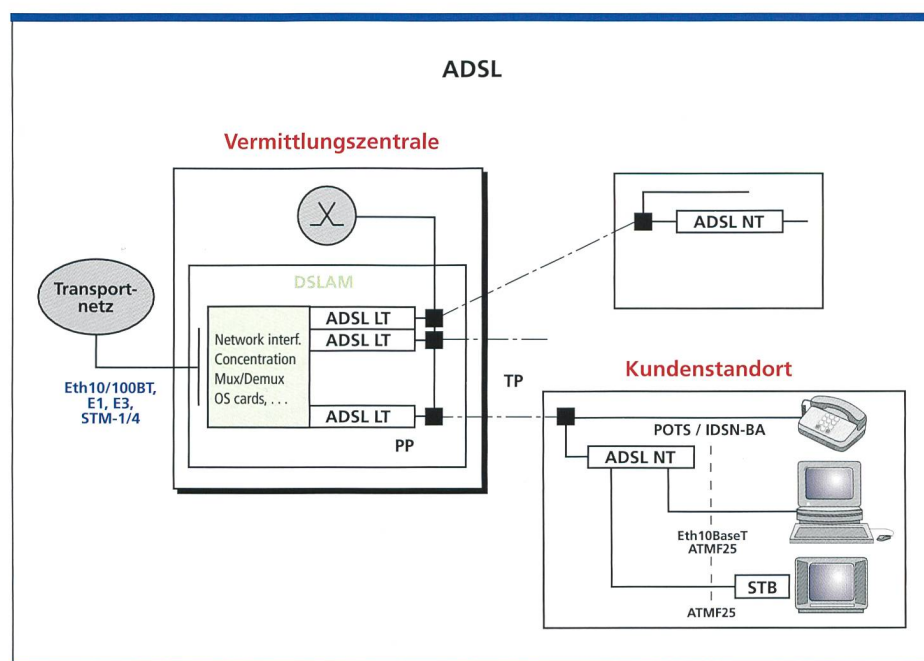 ADSL
Vermittlungszentrale
DSLAM
Transport-
netz
Eth10/100BT,
E1, E3,
STM-1/4
Network interf.
Concentration
Mux/Demux
OS cards, . . .
ADSL LT
ADSL LT
ADSL LT
PP
TP
ADSL NT
Kundenstandort
POTS / IDSN-BA
ADSL NT
Eth10BaseT
ATMF25
STB
ATMF25